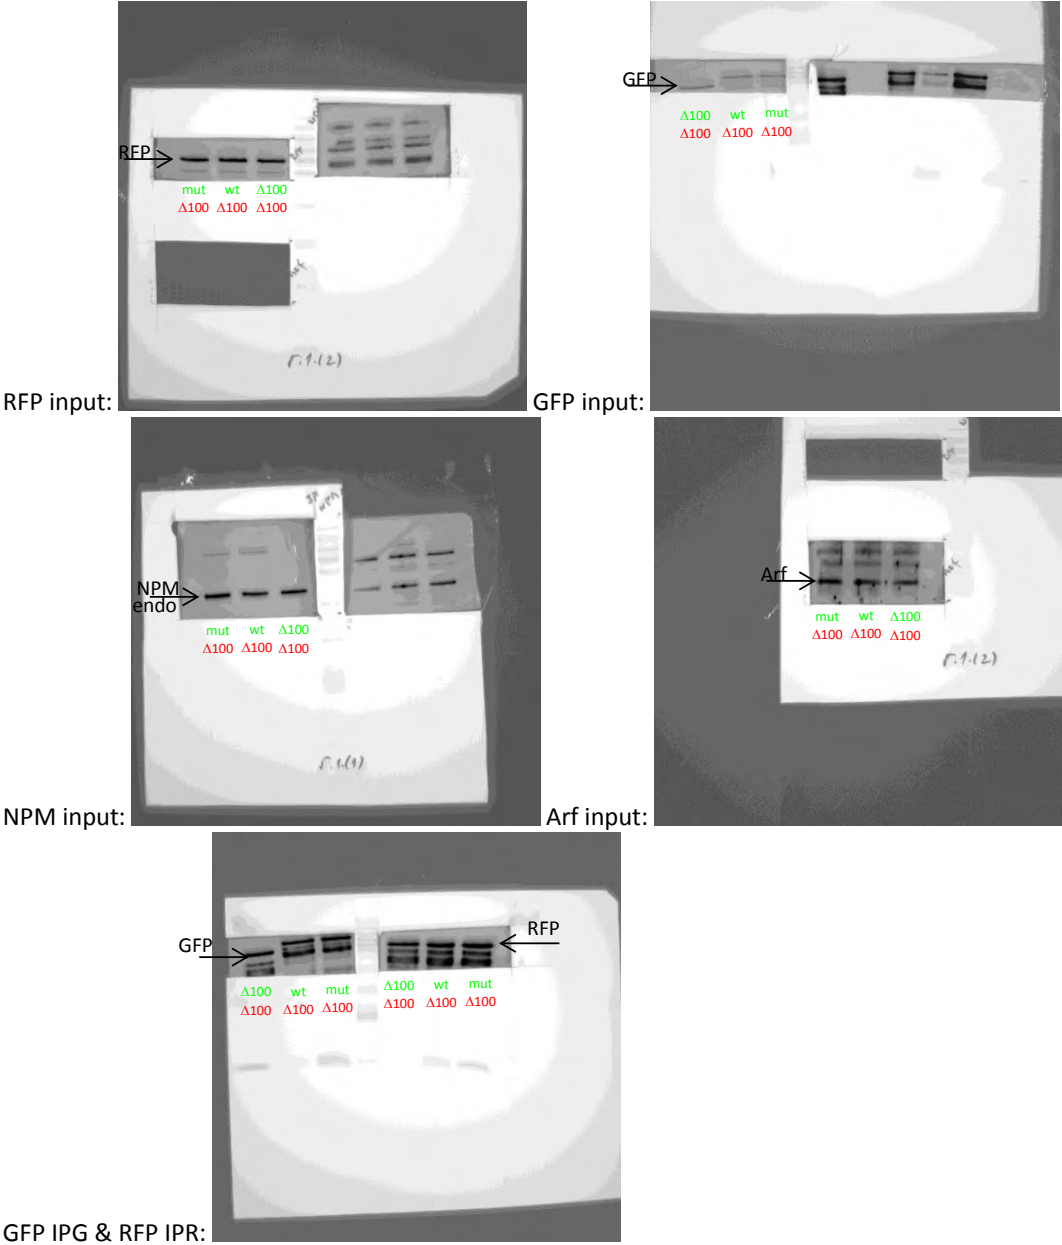 RFP
mut wt Δ100
Δ100 Δ100 Δ100
r.1.(2)
RFP input:
GFP
Δ100 wt mut
Δ100 Δ100 Δ100
GFP input:
NPM
endo
mut wt Δ100
Δ100 Δ100 Δ100
r.1.(1)
NPM input:
Arf
mut wt Δ100
Δ100 Δ100 Δ100
r.1.(2)
Arf input:
GFP
RFP
Δ100 wt mut Δ100 wt mut
Δ100 Δ100 Δ100 Δ100 Δ100 Δ100
GFP IPG & RFP IPR: